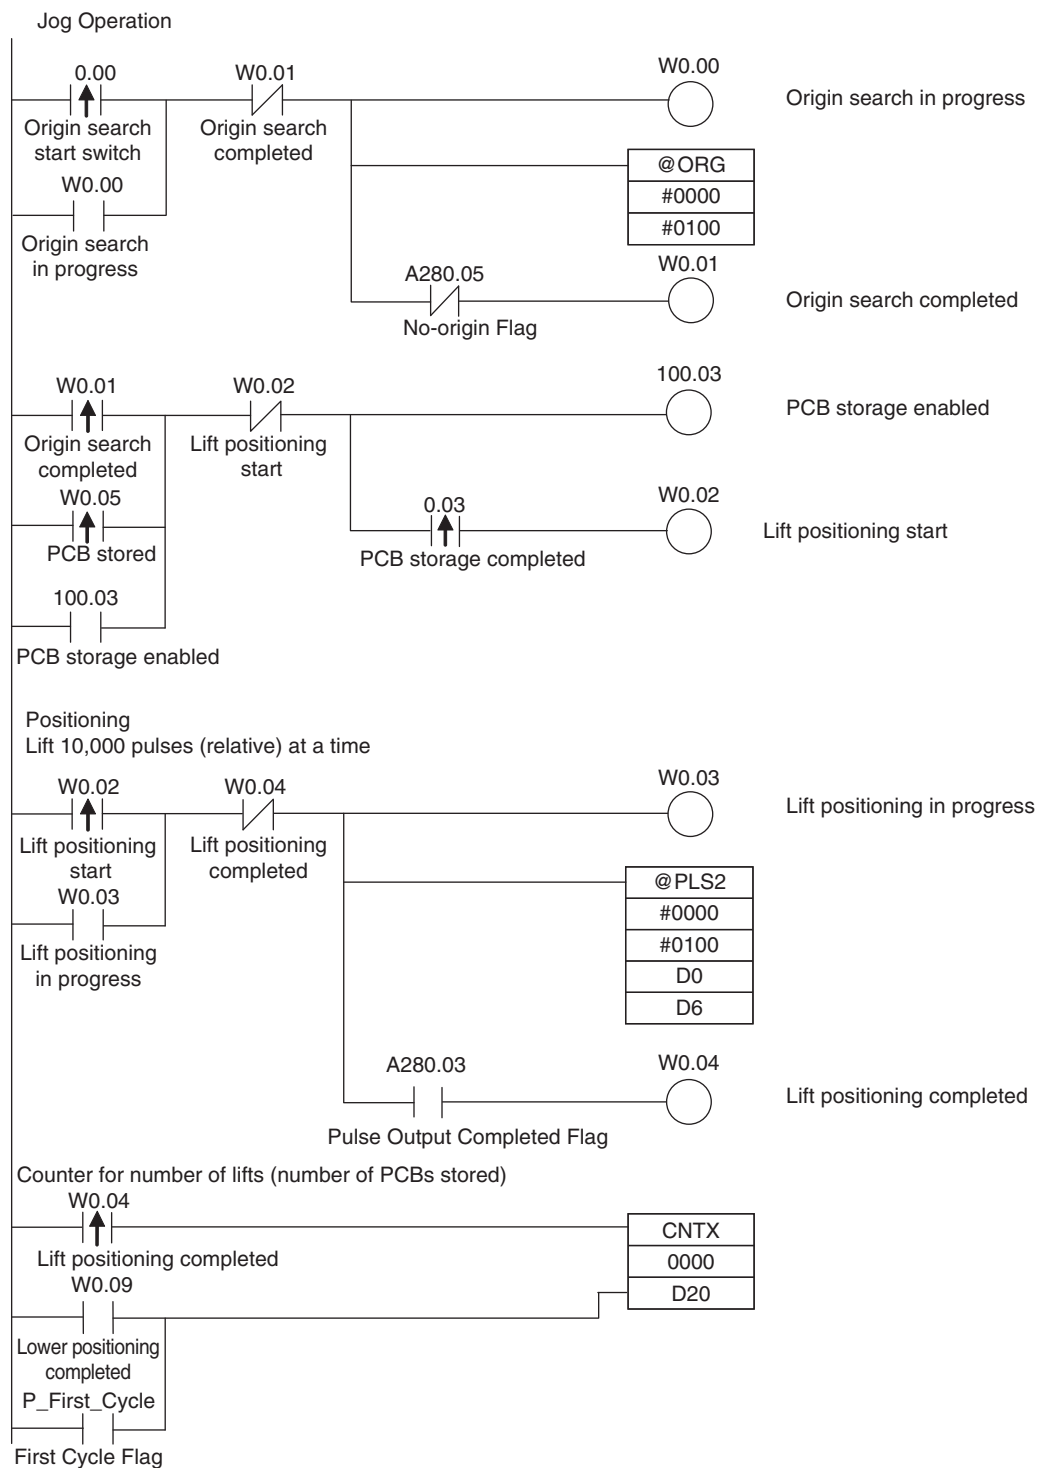 Jog Operation
0.00
W0.01
W0.00
Origin search in progress
Origin search
start switch
Origin search
completed
@ORG
#0000
#0100
W0.00
Origin search
in progress
A280.05
No-origin Flag
W0.01
Origin search completed
W0.01
W0.02
100.03
PCB storage enabled
Origin search
completed
Lift positioning
start
W0.05
PCB stored
0.03
PCB storage completed
W0.02
Lift positioning start
100.03
PCB storage enabled
Positioning
Lift 10,000 pulses (relative) at a time
W0.02
W0.04
W0.03
Lift positioning in progress
Lift positioning
start
Lift positioning
completed
W0.03
Lift positioning
in progress
@PLS2
#0000
#0100
D0
D6
A280.03
Pulse Output Completed Flag
W0.04
Lift positioning completed
Counter for number of lifts (number of PCBs stored)
W0.04
Lift positioning completed
CNTX
0000
D20
W0.09
Lower positioning
completed
P_First_Cycle
First Cycle Flag